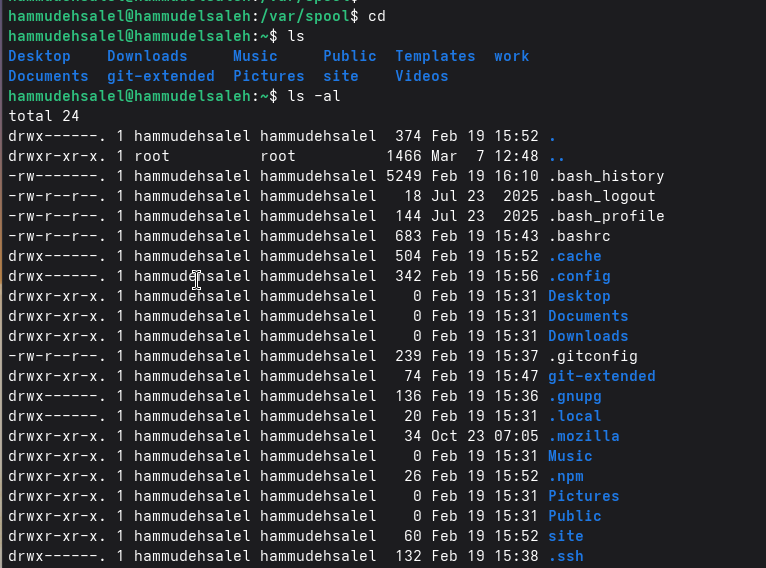 hammudehsalel@hammudelsaleh:/var/spool$
hammudehsalel@hammudelsaleh:/var/spool$ cd
hammudehsalel@hammudelsaleh:~$ ls
Desktop    Downloads     Music     Public  Templates  work
Documents  git-extended  Pictures  site    Videos
hammudehsalel@hammudelsaleh:~$ ls -al
total 24
drwx------. 1 hammudehsalel hammudehsalel  374 Feb 19 15:52 .
drwxr-xr-x. 1 root          root          1466 Mar  7 12:48 ..
-rw-------. 1 hammudehsalel hammudehsalel 5249 Feb 19 16:10 .bash_history
-rw-r--r--. 1 hammudehsalel hammudehsalel   18 Jul 23  2025 .bash_logout
-rw-r--r--. 1 hammudehsalel hammudehsalel  144 Jul 23  2025 .bash_profile
-rw-r--r--. 1 hammudehsalel hammudehsalel  683 Feb 19 15:43 .bashrc
drwx------. 1 hammudehsalel hammudehsalel  504 Feb 19 15:52 .cache
drwx------. 1 hammudehsalel hammudehsalel  342 Feb 19 15:56 .config
drwxr-xr-x. 1 hammudehsalel hammudehsalel    0 Feb 19 15:31 Desktop
drwxr-xr-x. 1 hammudehsalel hammudehsalel    0 Feb 19 15:31 Documents
drwxr-xr-x. 1 hammudehsalel hammudehsalel    0 Feb 19 15:31 Downloads
-rw-r--r--. 1 hammudehsalel hammudehsalel  239 Feb 19 15:37 .gitconfig
drwxr-xr-x. 1 hammudehsalel hammudehsalel   74 Feb 19 15:47 git-extended
drwx------. 1 hammudehsalel hammudehsalel  136 Feb 19 15:36 .gnupg
drwx------. 1 hammudehsalel hammudehsalel   20 Feb 19 15:31 .local
drwxr-xr-x. 1 hammudehsalel hammudehsalel   34 Oct 23 07:05 .mozilla
drwxr-xr-x. 1 hammudehsalel hammudehsalel    0 Feb 19 15:31 Music
drwxr-xr-x. 1 hammudehsalel hammudehsalel   26 Feb 19 15:52 .npm
drwxr-xr-x. 1 hammudehsalel hammudehsalel    0 Feb 19 15:31 Pictures
drwxr-xr-x. 1 hammudehsalel hammudehsalel    0 Feb 19 15:31 Public
drwxr-xr-x. 1 hammudehsalel hammudehsalel   60 Feb 19 15:52 site
drwx------. 1 hammudehsalel hammudehsalel  132 Feb 19 15:38 .ssh